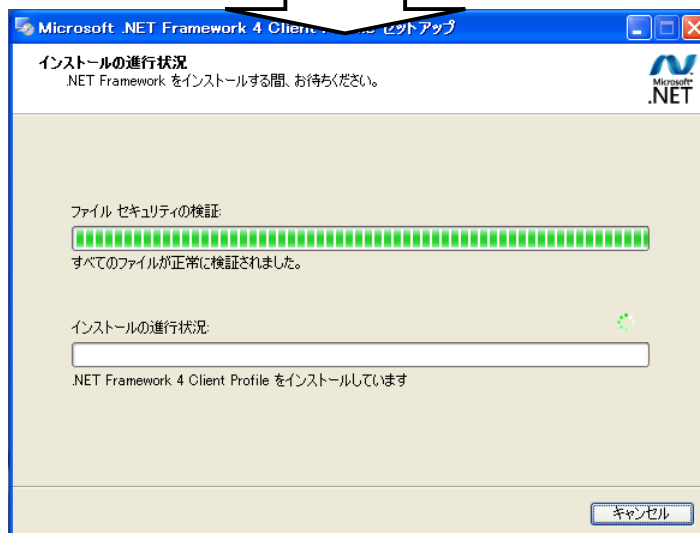 Microsoft .NET Framework 4 Client セットアップ
インストールの進行状況
.NET Framework をインストールする間、お待ちください。
Microsoft
.NET
ファイル セキュリティの検証:
すべてのファイルが正常に検証されました。
インストールの進行状況:
.NET Framework 4 Client Profile をインストールしています
キャンセル